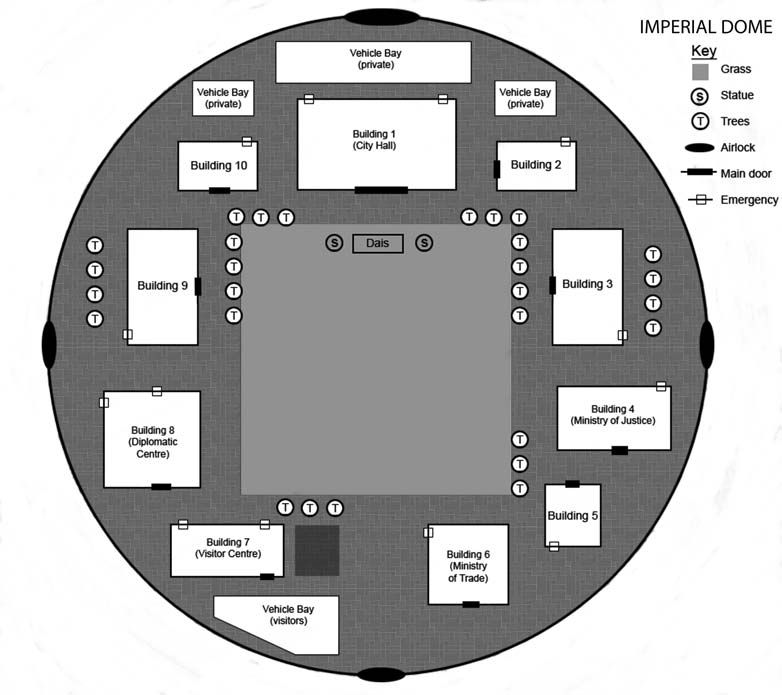 IMPERIAL DOME
Key
Grass
S Statue
T Trees
Airlock
Main door
Emergency
Vehicle Bay
(private)
Vehicle Bay
(private)
Vehicle Bay
(private)
Building 1
(City Hall)
Building 10
Building 2
T T T T T T
S Dais S
T T
T T
T T
T T
T
T
T
T
T
T
T
T
Building 9
Building 3
Building 8
(Diplomatic
Centre)
Building 4
(Ministry of Justice)
T
T
T
T T T
Building 5
Building 7
(Visitor Centre)
Building 6
(Ministry
of Trade)
Vehicle Bay
(visitors)